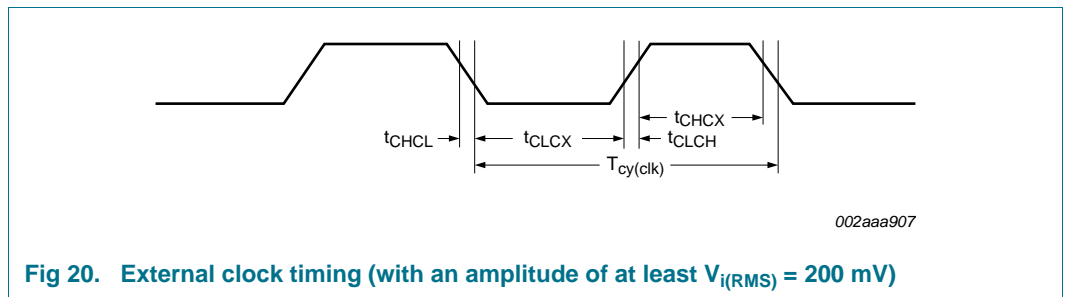 tCHCX
tCHCL tCLCX tCLCH
Tcy(clk)
002aaa907
Fig 20. External clock timing (with an amplitude of at least Vi(RMS) = 200 mV)